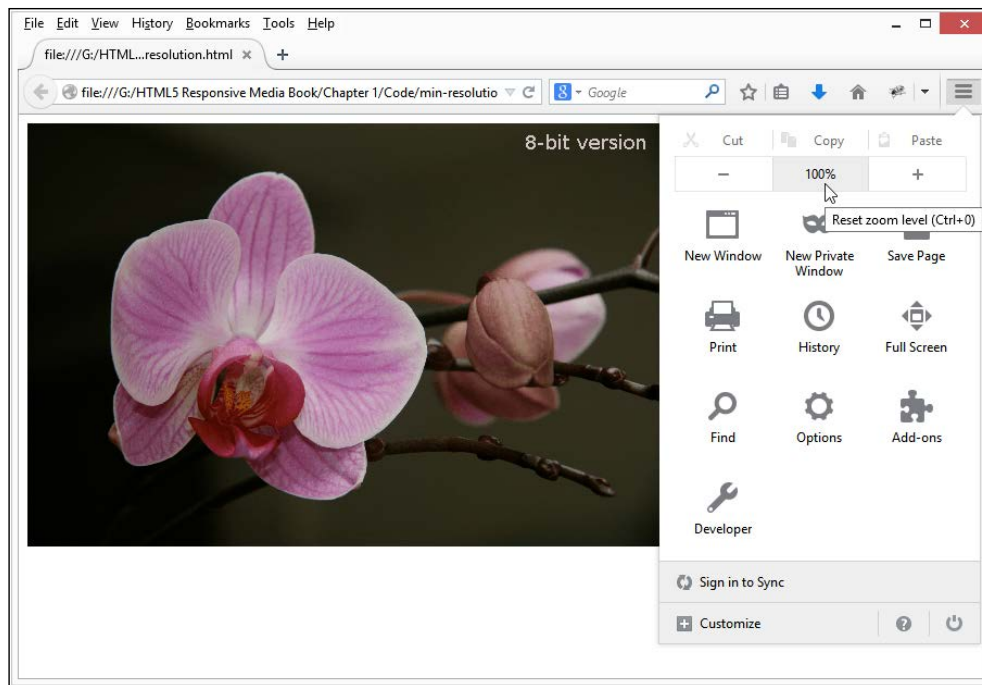 File Edit View History Bookmarks Tools Help
file:///G:/HTML...resolution.html × +
file:///G:/HTML5 Responsive Media Book/Chapter 1/Code/min-resolutio 8 Google
8-bit version
Cut Copy Paste
− 100% +
Reset zoom level (Ctrl+0)
New Window New Private Save Page
Window
Print History Full Screen
Find Options Add-ons
Developer
Sign in to Sync
Customize ?